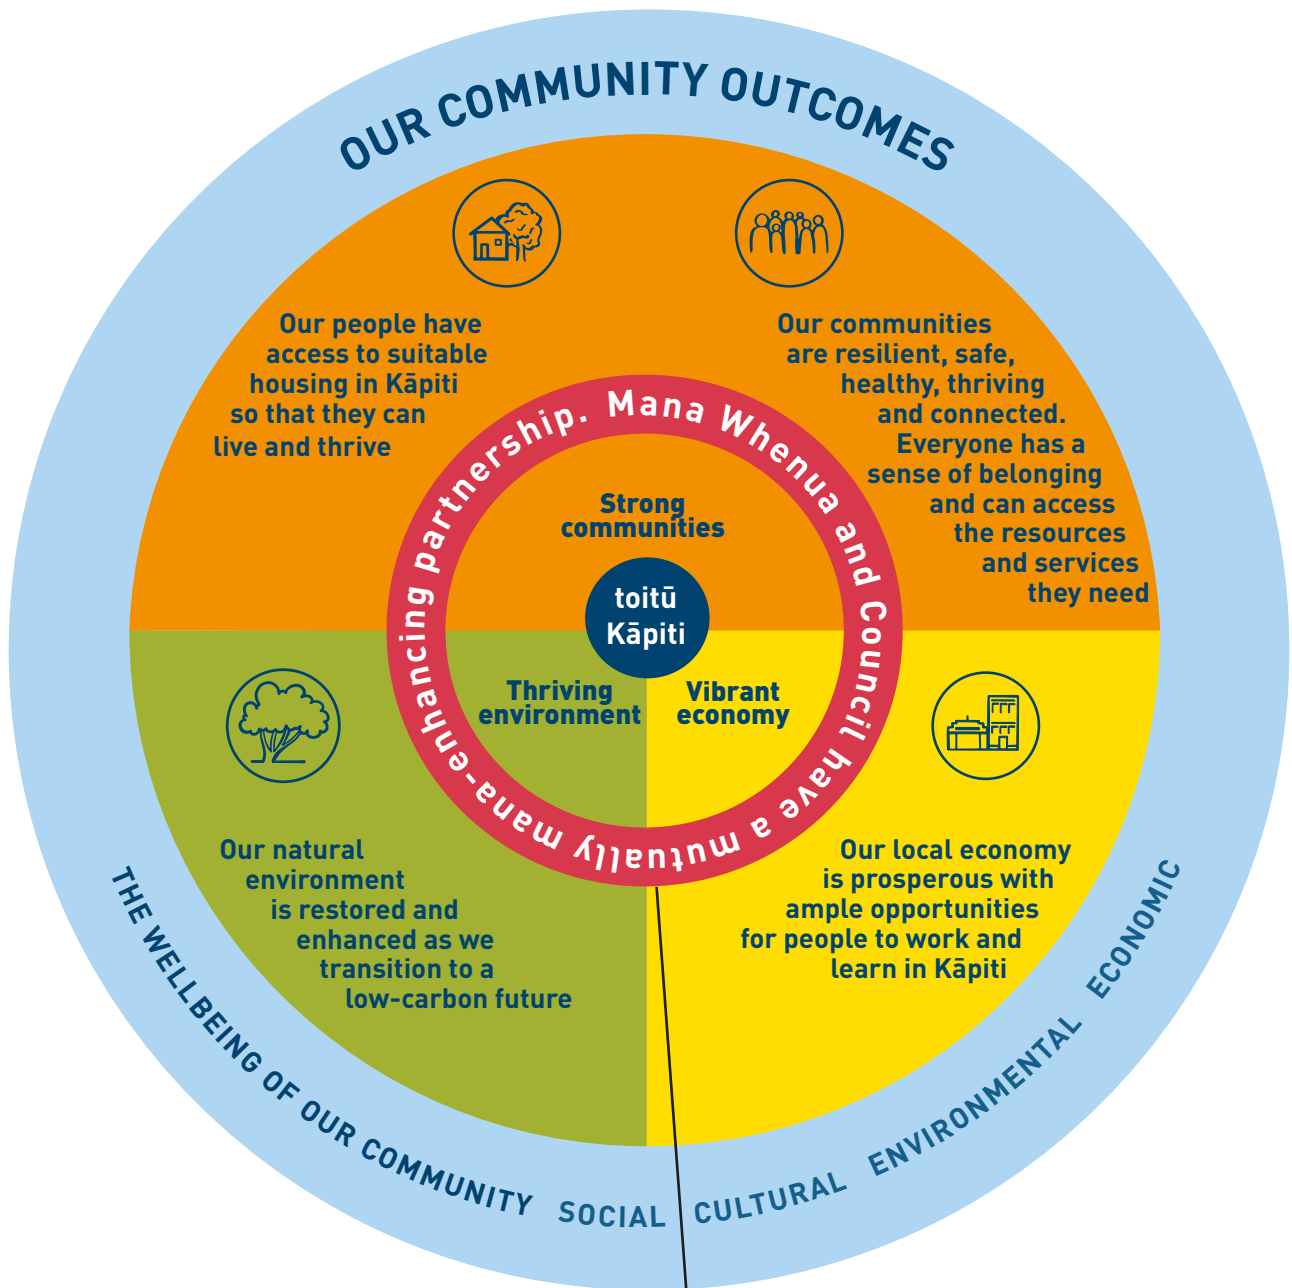 OUR COMMUNITY OUTCOMES
Our people have
access to suitable
housing in Kāpiti
so that they can
live and thrive
Our communities
are resilient, safe,
healthy, thriving
and connected.
Everyone has a
sense of belonging
and can access
the resources
and services
they need
Mana Whenua and Council have a mutually mana-enhancing partnership.
Strong
communities
toitū
Kāpiti
Thriving
environment
Vibrant
economy
Our natural
environment
is restored and
enhanced as we
transition to a
low-carbon future
Our local economy
is prosperous with
ample opportunities
for people to work and
learn in Kāpiti
THE WELLBEING OF OUR COMMUNITY SOCIAL CULTURAL ENVIRONMENTAL ECONOMIC